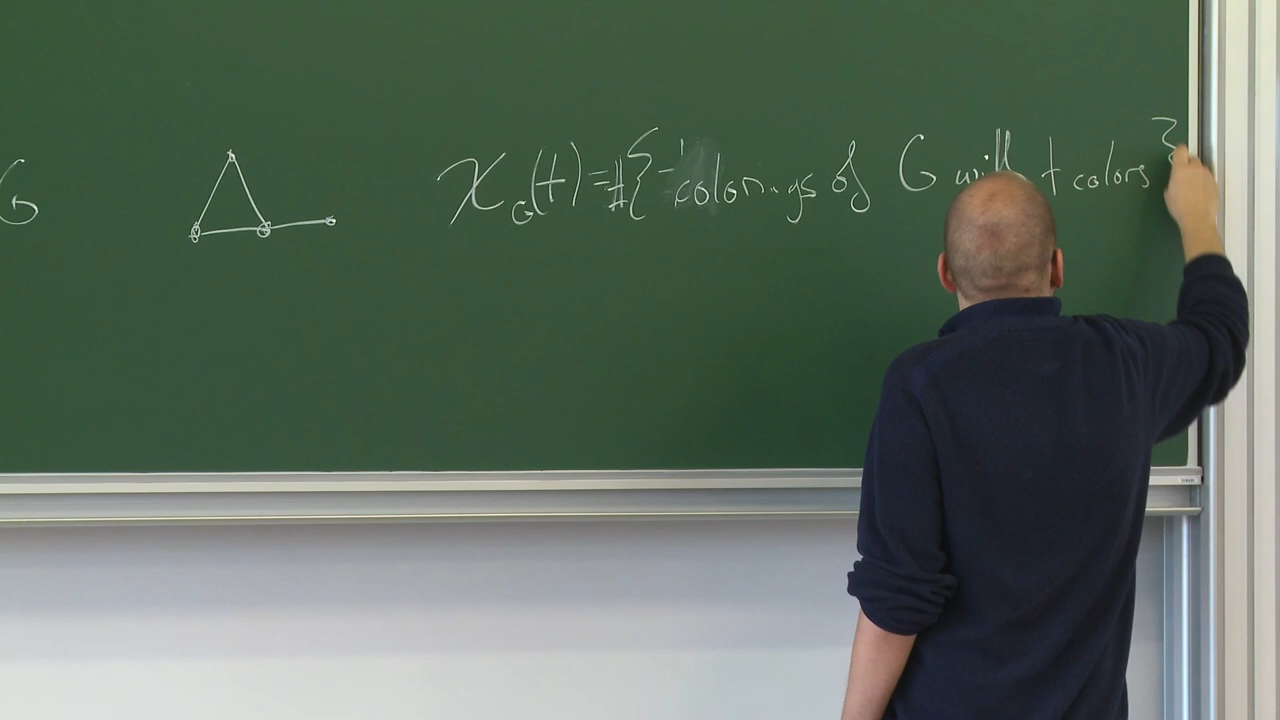 G χ_G(t) = #{ colorings of G with t colors }